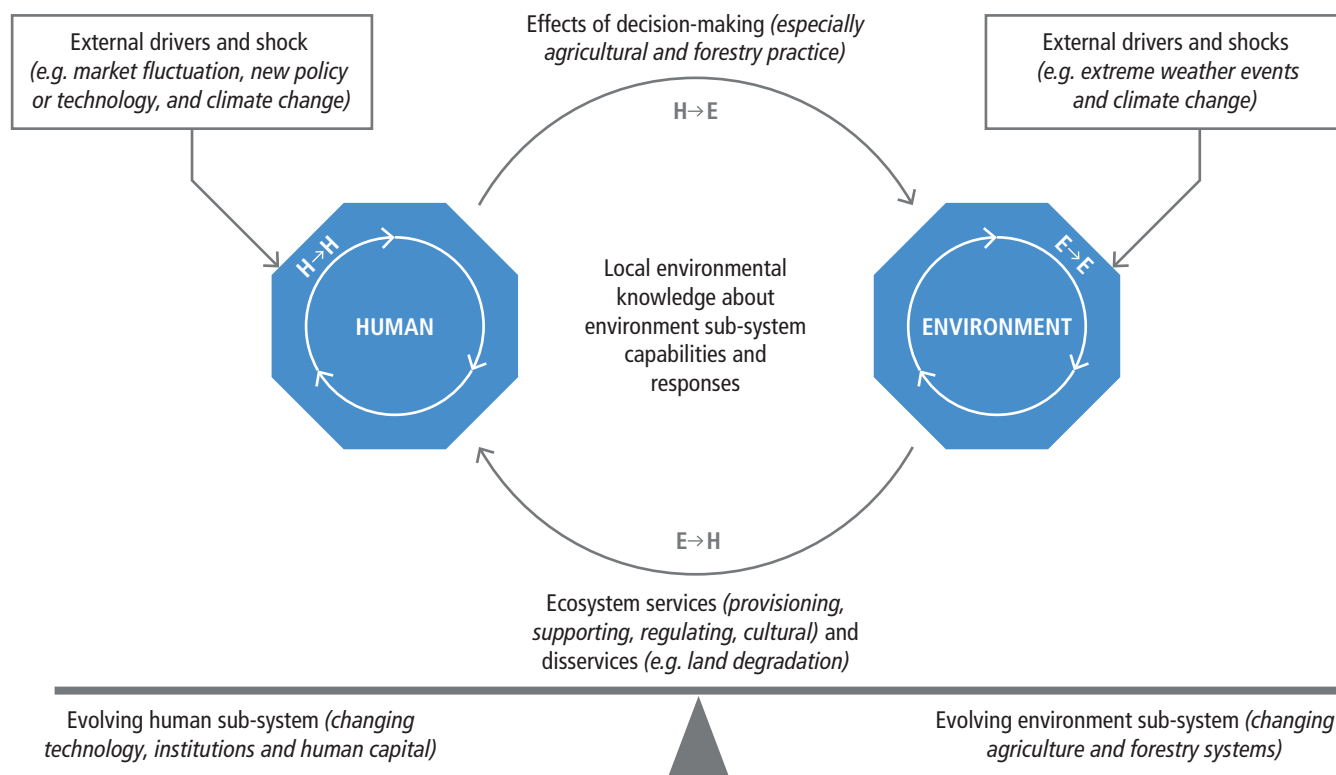 External drivers and shock
(e.g. market fluctuation, new policy
or technology, and climate change)
Effects of decision-making (especially
agricultural and forestry practice)
External drivers and shocks
(e.g. extreme weather events
and climate change)
H→E
H→H
HUMAN
Local environmental
knowledge about
environment sub-system
capabilities and
responses
E→E
ENVIRONMENT
E→H
Ecosystem services (provisioning,
supporting, regulating, cultural) and
disservices (e.g. land degradation)
Evolving human sub-system (changing
technology, institutions and human capital)
Evolving environment sub-system (changing
agriculture and forestry systems)